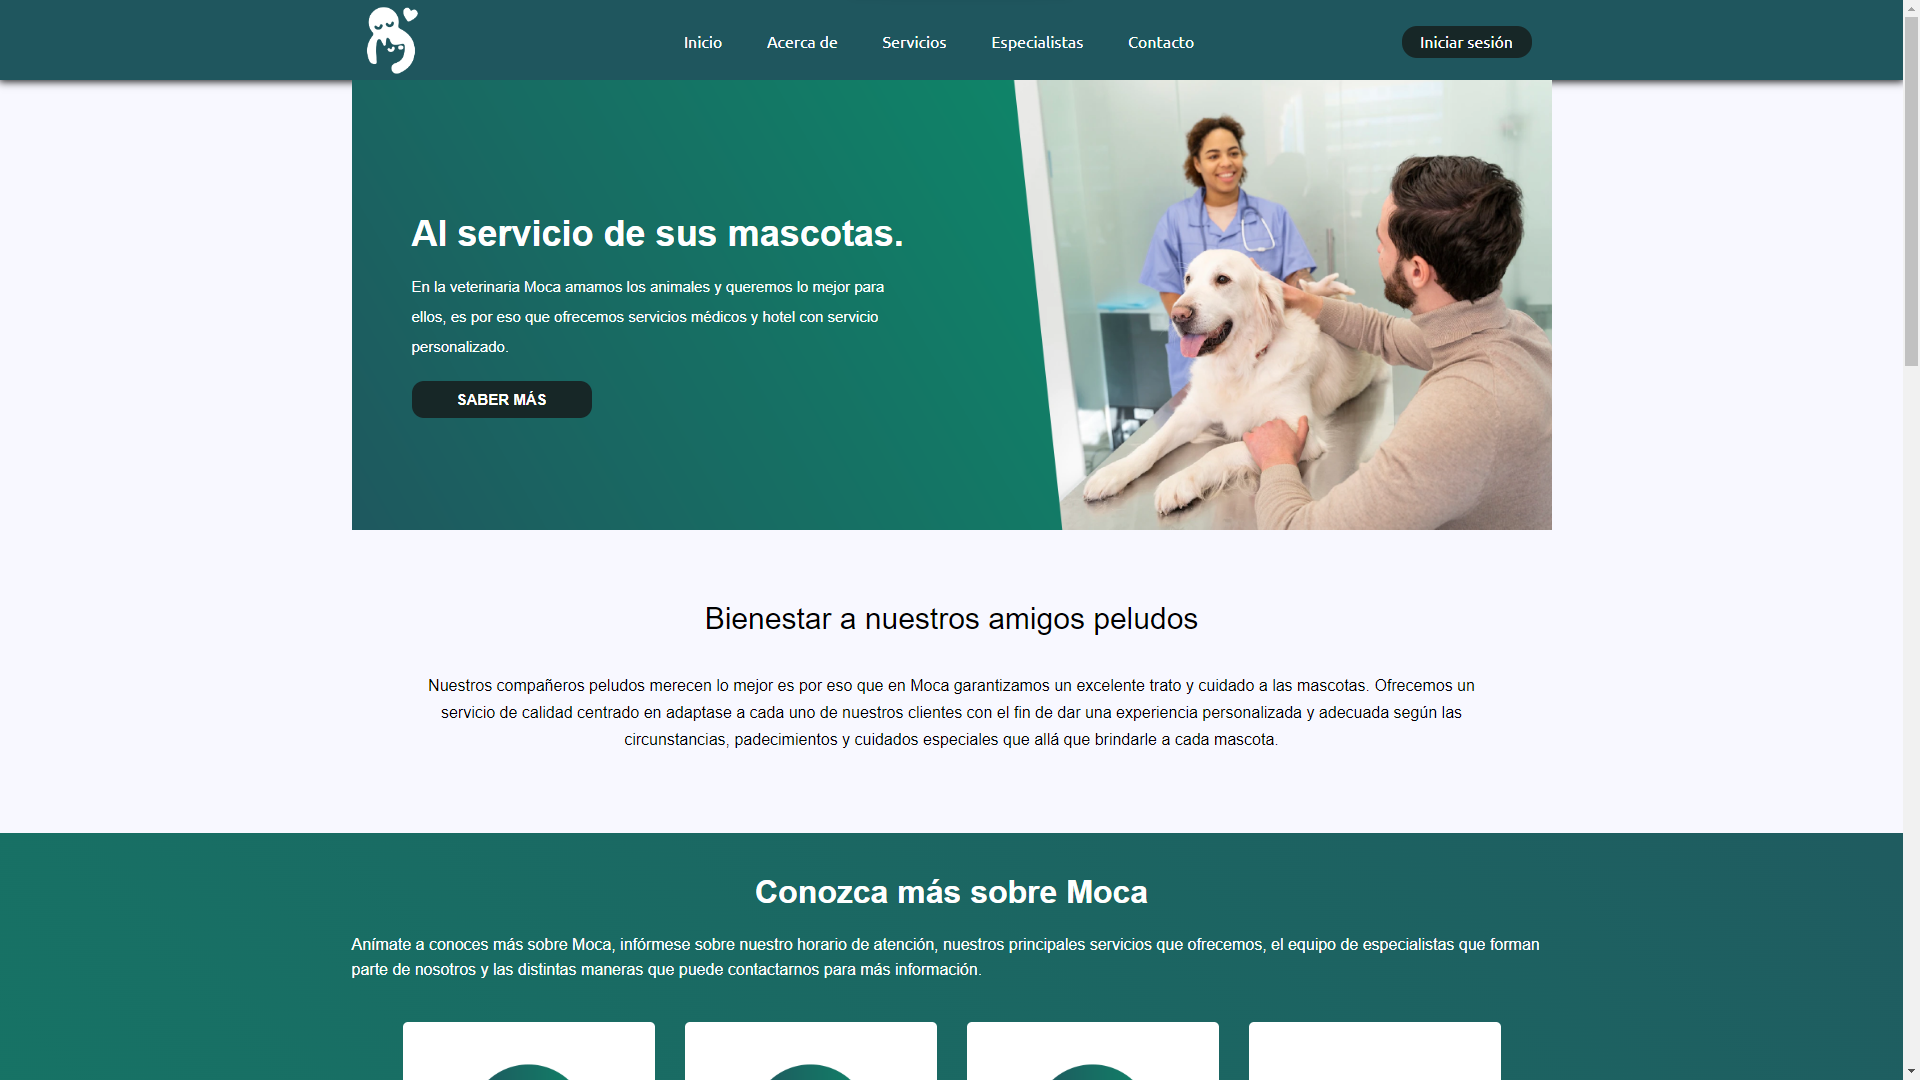 Inicio
Acerca de
Servicios
Especialistas
Contacto
Iniciar sesión
Al servicio de sus mascotas.
En la veterinaria Moca amamos los animales y queremos lo mejor para
ellos, es por eso que ofrecemos servicios médicos y hotel con servicio
personalizado.
SABER MÁS
Bienestar a nuestros amigos peludos
Nuestros compañeros peludos merecen lo mejor es por eso que en Moca garantizamos un excelente trato y cuidado a las mascotas. Ofrecemos un
servicio de calidad centrado en adaptase a cada uno de nuestros clientes con el fin de dar una experiencia personalizada y adecuada según las
circunstancias, padecimientos y cuidados especiales que allá que brindarle a cada mascota.
Conozca más sobre Moca
Anímate a conoces más sobre Moca, infórmese sobre nuestro horario de atención, nuestros principales servicios que ofrecemos, el equipo de especialistas que forman
parte de nosotros y las distintas maneras que puede contactarnos para más información.